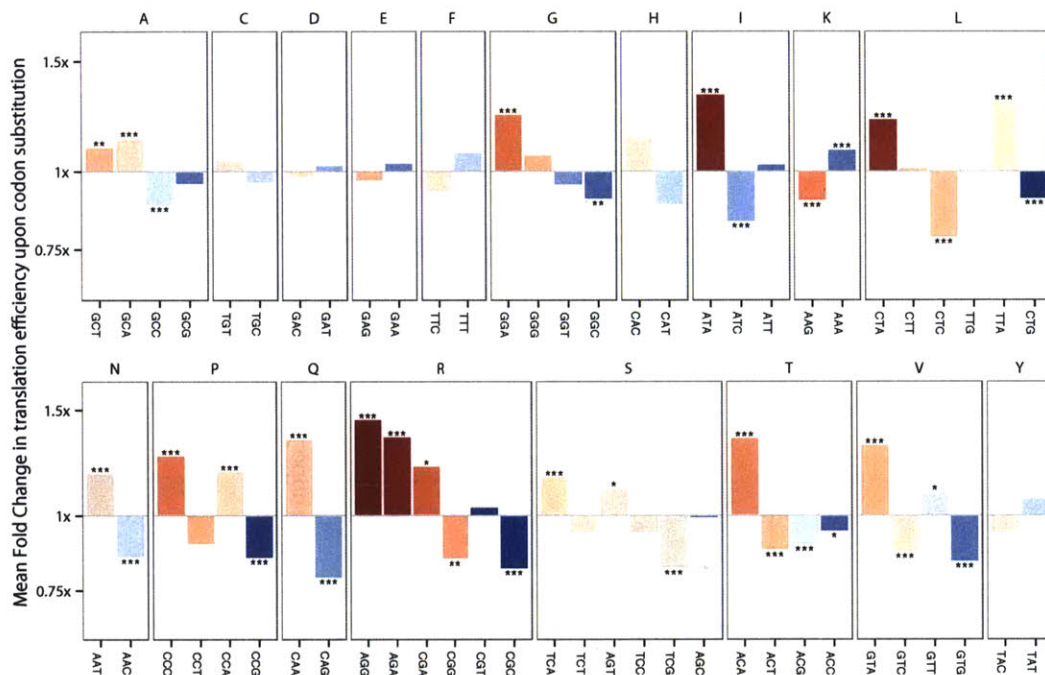 Mean Fold Change in translation efficiency upon codon substitution
A C D E F G H I K L
1.5x
** *** *** *** *** *** *** ***
1x
*** ** *** *** *** ***
0.75x
GCT GCA GCC GCG TGT TGC GAC GAT GAG GAA TTC TTT GGA GGG GGT GGC CAC CAT ATA ATC ATT AAG AAA CTA CTT CTC TTG TTA CTG
N P Q R S T V Y
1.5x
*** *** *** *** *** *** * *** * *** *** *
1x
*** *** *** ** *** *** *** *** * *** ***
0.75x
AAT AAC CCC CCT CCA CCG CAA CAG AGG AGA CGA CGG CGT CGC TCA TCT AGT TCC TCG AGC ACA ACT ACG ACC GTA GTC GTT GTG TAC TAT